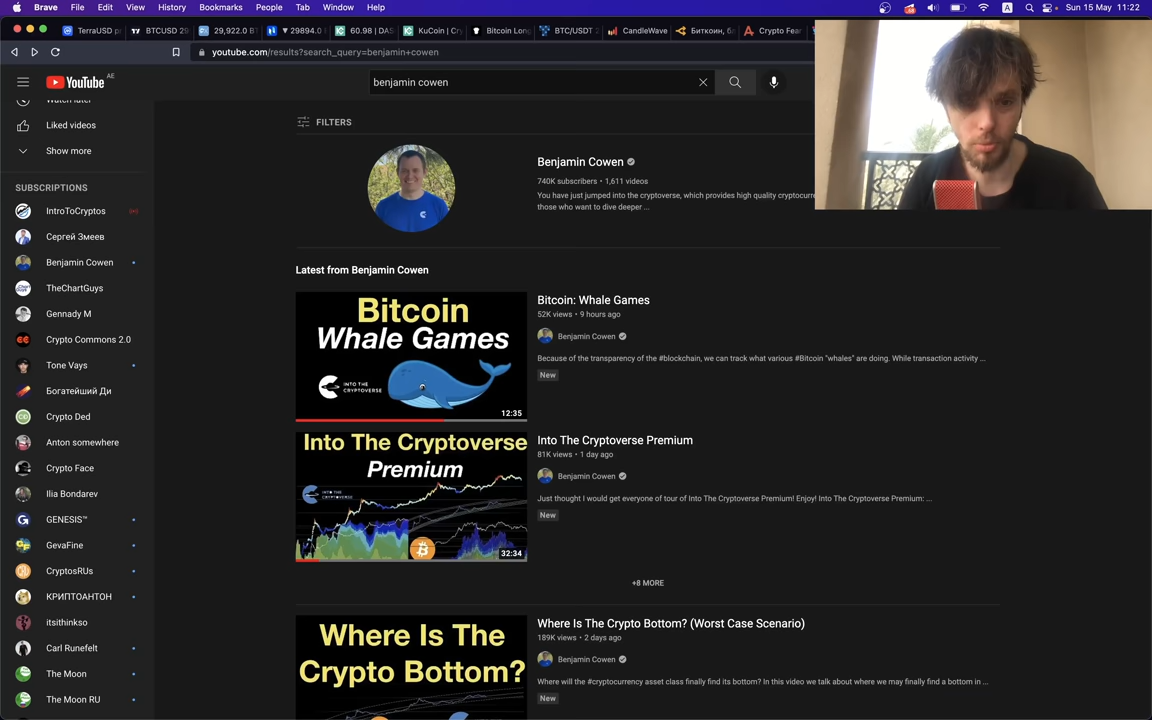 Brave File Edit View History Bookmarks People Tab Window Help
A Sun 15 May 11:22
TerraUSD pr BTCUSD 29 29,922.0 B ▼ 29894.0 60.98 | DAS KuCoin | Cry Bitcoin Long BTC/USDT CandleWave Биткоин, б Crypto Fear
youtube.com/results?search_query=benjamin+cowen
YouTube AE
benjamin cowen
Watch later
Liked videos
Show more
SUBSCRIPTIONS
IntroToCryptos
Сергей Змеев
Benjamin Cowen
TheChartGuys
Gennady M
Crypto Commons 2.0
Tone Vays
Богатейший Ди
Crypto Ded
Anton somewhere
Crypto Face
Ilia Bondarev
GENESIS™
GevaFine
CryptosRUs
КРИПТОАНТОН
itsithinkso
Carl Runefelt
The Moon
The Moon RU
FILTERS
Benjamin Cowen
740K subscribers • 1,611 videos
You have just jumped into the cryptoverse, which provides high quality cryptocurr
those who want to dive deeper ...
Latest from Benjamin Cowen
Bitcoin
Whale Games
INTO THE
CRYPTOVERSE
12:35
Bitcoin: Whale Games
52K views • 9 hours ago
Benjamin Cowen
Because of the transparency of the #blockchain, we can track what various #Bitcoin "whales" are doing. While transaction activity ...
New
Into The Cryptoverse
Premium
INTO THE
CRYPTOVERSE
32:34
Into The Cryptoverse Premium
81K views • 1 day ago
Benjamin Cowen
Just thought I would get everyone of tour of Into The Cryptoverse Premium! Enjoy! Into The Cryptoverse Premium: ...
New
+8 MORE
Where Is The
Crypto Bottom?
Where Is The Crypto Bottom? (Worst Case Scenario)
189K views • 2 days ago
Benjamin Cowen
Where will the #cryptocurrency asset class finally find its bottom? In this video we talk about where we may finally find a bottom in ...
New